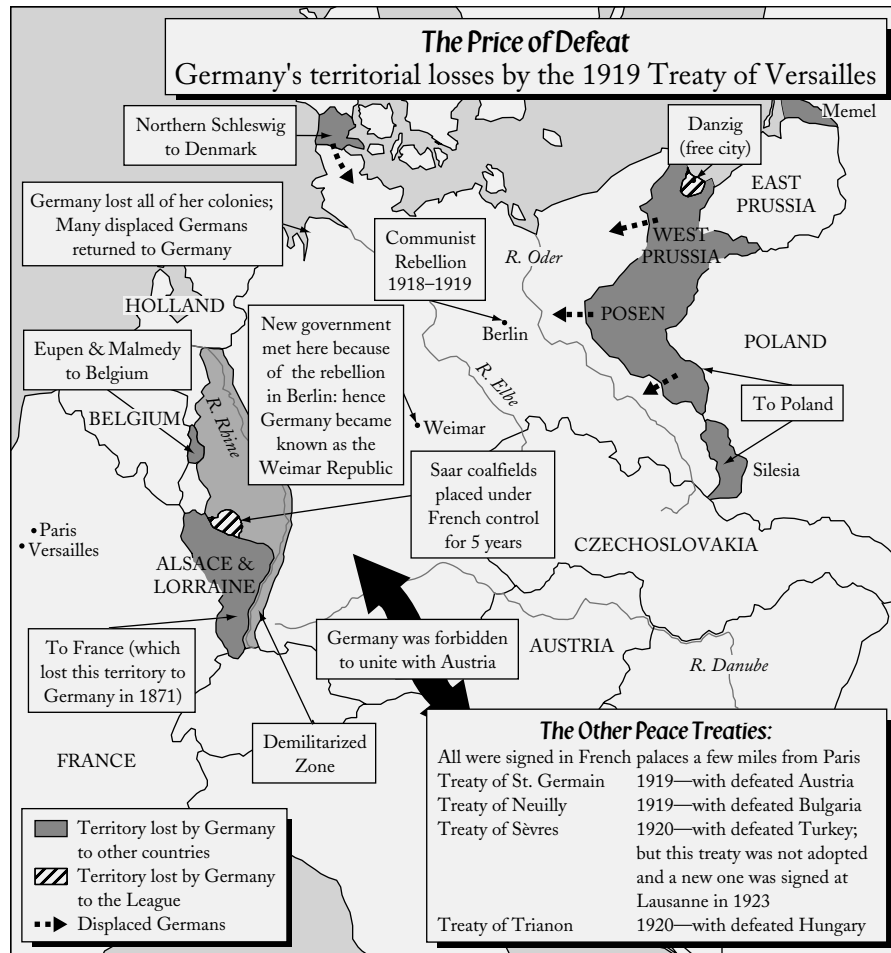 The Price of Defeat
Germany's territorial losses by the 1919 Treaty of Versailles
Northern Schleswig
to Denmark
Danzig
(free city)
Memel
EAST
PRUSSIA
Germany lost all of her colonies;
Many displaced Germans
returned to Germany
Communist
Rebellion
1918–1919
R. Oder
WEST
PRUSSIA
HOLLAND
New government
met here because
of the rebellion
in Berlin: hence
Germany became
known as the
Weimar Republic
Berlin
POSEN
POLAND
Eupen & Malmedy
to Belgium
R. Rhine
R. Elbe
To Poland
BELGIUM
Weimar
Silesia
Saar coalfields
placed under
French control
for 5 years
Paris
Versailles
CZECHOSLOVAKIA
ALSACE &
LORRAINE
To France (which
lost this territory to
Germany in 1871)
Germany was forbidden
to unite with Austria
AUSTRIA
R. Danube
Demilitarized
Zone
FRANCE
The Other Peace Treaties:
All were signed in French palaces a few miles from Paris
Treaty of St. Germain 1919—with defeated Austria
Treaty of Neuilly 1919—with defeated Bulgaria
Treaty of Sèvres 1920—with defeated Turkey;
but this treaty was not adopted
and a new one was signed at
Lausanne in 1923
Treaty of Trianon 1920—with defeated Hungary
Territory lost by Germany
to other countries
Territory lost by Germany
to the League
Displaced Germans